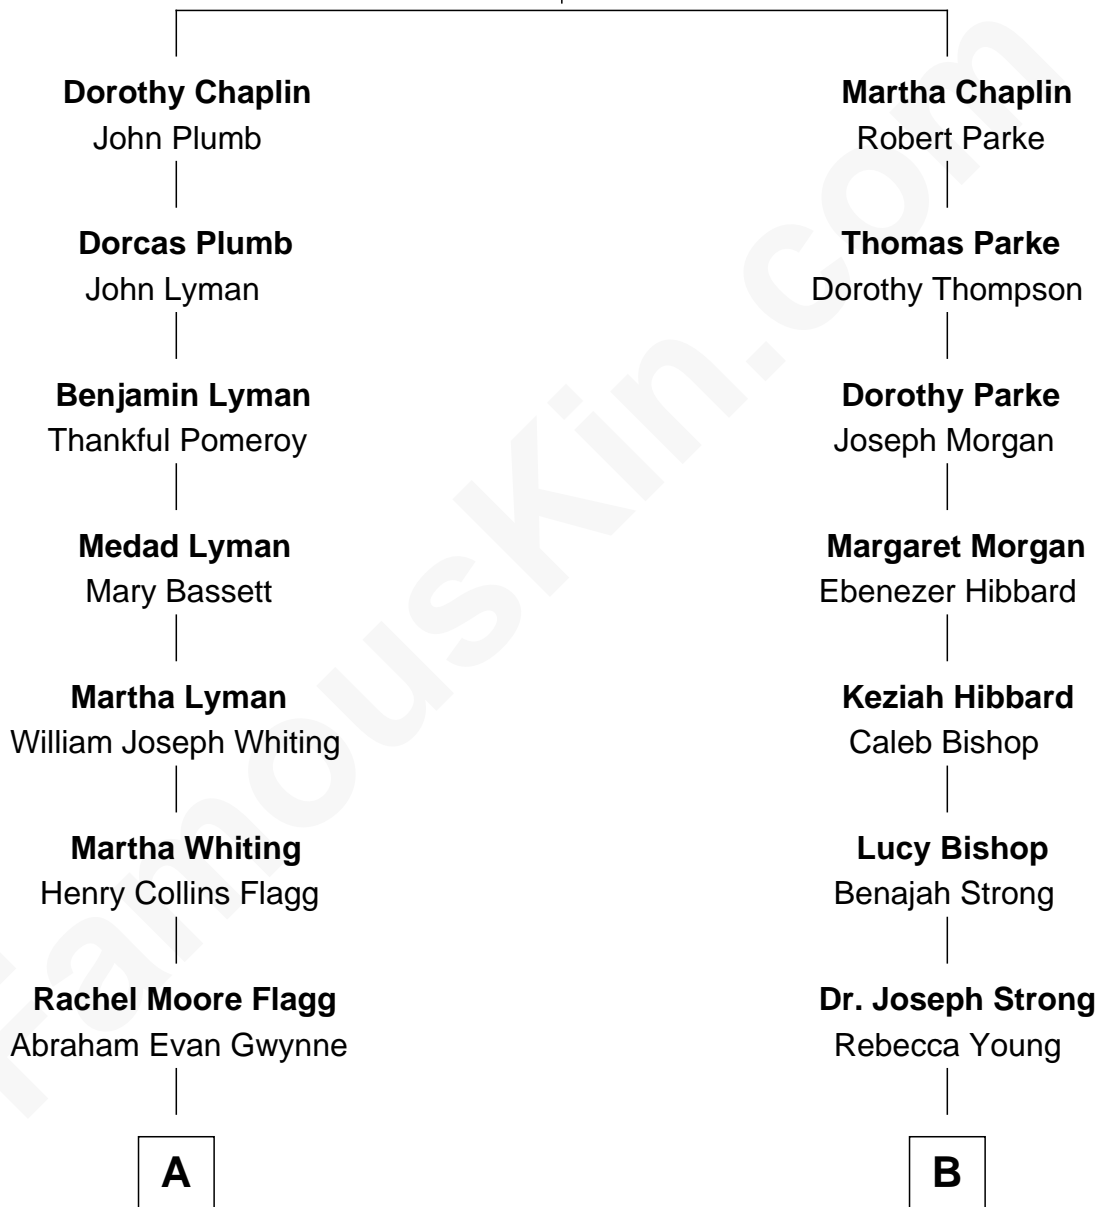 Dorothy Chaplin
John Plumb
Dorcas Plumb
John Lyman
Benjamin Lyman
Thankful Pomeroy
Medad Lyman
Mary Bassett
Martha Lyman
William Joseph Whiting
Martha Whiting
Henry Collins Flagg
Rachel Moore Flagg
Abraham Evan Gwynne
A
Martha Chaplin
Robert Parke
Thomas Parke
Dorothy Thompson
Dorothy Parke
Joseph Morgan
Margaret Morgan
Ebenezer Hibbard
Keziah Hibbard
Caleb Bishop
Lucy Bishop
Benajah Strong
Dr. Joseph Strong
Rebecca Young
B
FamousKin.com